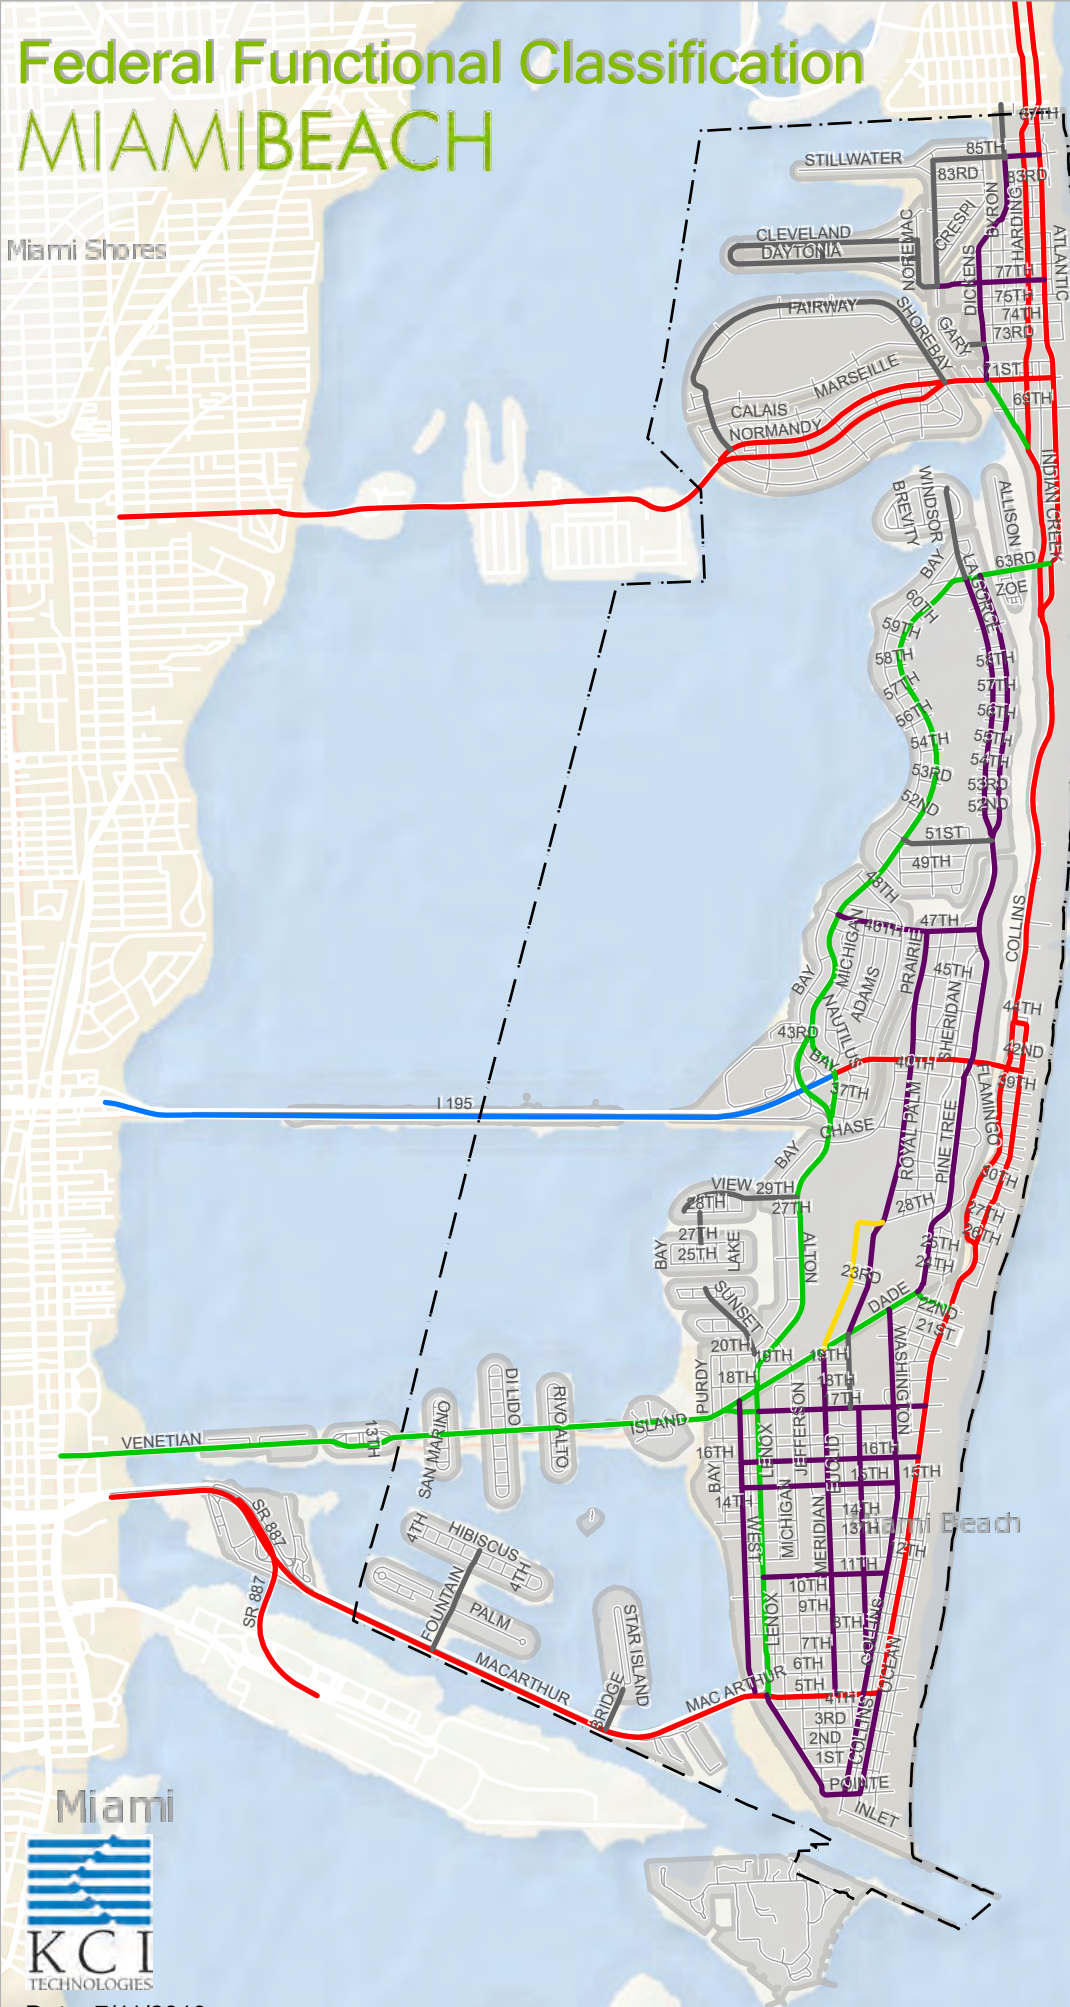 Federal Functional Classification
MIAMIBEACH
Miami Shores
87TH
85TH
STILLWATER
83RD
83RD
CRESPI
BYRON
HARDING
ATLANTIC
CLEVELAND
DAYTONIA
NOREMAC
DICKENS
77TH
75TH
74TH
73RD
GARY
FAIRWAY
SHOREBAY
71ST
69TH
MARSEILLE
CALAIS
NORMANDY
INDIAN CREEK
WINDSOR
BREVITY
ALLISON
BAY
63RD
LAGORCE
ZOE
60TH
59TH
58TH
58TH
57TH
57TH
56TH
56TH
55TH
54TH
54TH
53RD
53RD
52ND
52ND
51ST
49TH
48TH
47TH
46TH
MICHIGAN
PRAIRIE
COLLINS
45TH
ADAMS
BAY
SHERIDAN
44TH
NAUTILUS
43RD
42ND
BAY
40TH
39TH
37TH
I 195
FLAMINGO
ROYAL PALM
PINE TREE
CHASE
BAY
30TH
VIEW
29TH
28TH
28TH
27TH
27TH
27TH
26TH
25TH
25TH
24TH
BAY
LAKE
ALTON
23RD
DADE
22ND
21ST
SUNSET
20TH
19TH
19TH
18TH
18TH
17TH
PURDY
WASHINGTON
DI LIDO
RIVO ALTO
SAN MARINO
ISLAND
VENETIAN
13TH
LENOX
JEFFERSON
EUCLID
16TH
16TH
15TH
15TH
BAY
14TH
14TH
13TH
MICHIGAN
MERIDIAN
WEST
Miami Beach
12TH
11TH
10TH
9TH
8TH
7TH
6TH
5TH
4TH
3RD
2ND
1ST
LENOX
COLLINS
OCEAN
COLLINS
POINTE
INLET
SR 887
SR 887
4TH
HIBISCUS
4TH
FOUNTAIN
PALM
STAR ISLAND
BRIDGE
MACARTHUR
MAC ARTHUR
Miami
KCI
TECHNOLOGIES